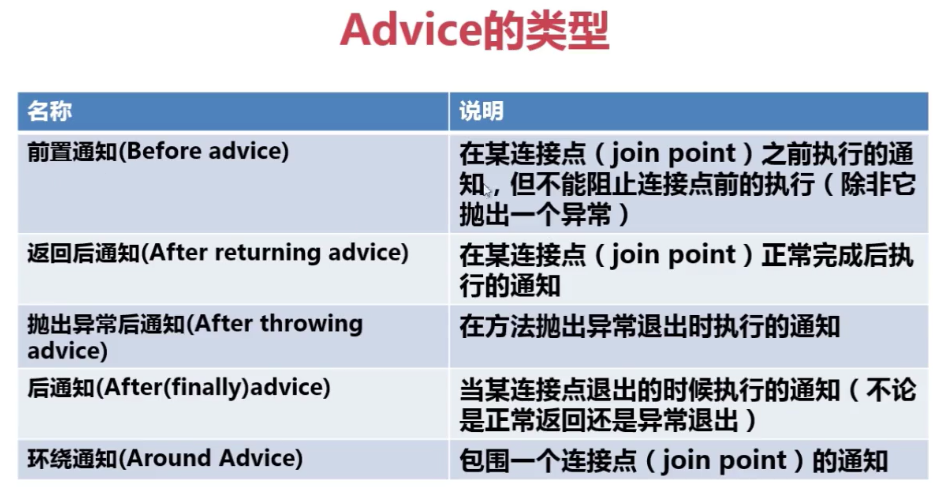 Advice的类型
名称
说明
前置通知(Before advice)
在某连接点（join point）之前执行的通
知，但不能阻止连接点前的执行（除非它
抛出一个异常）
返回后通知(After returning advice)
在某连接点（join point）正常完成后执
行的通知
抛出异常后通知(After throwing
advice)
在方法抛出异常退出时执行的通知
后通知(After(finally)advice)
当某连接点退出的时候执行的通知（不论
是正常返回还是异常退出）
环绕通知(Around Advice)
包围一个连接点（join point）的通知